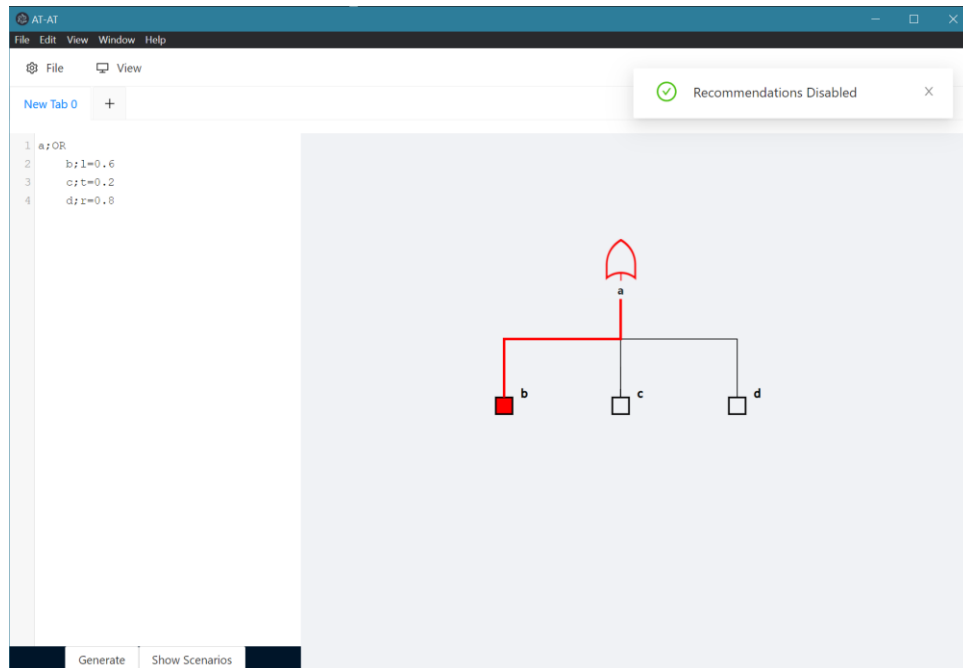 AT-AT
File Edit View Window Help
File View
Recommendations Disabled
New Tab 0 +
1 a;OR
2 b;l=0.6
3 c;t=0.2
4 d;r=0.8
a
b c d
Generate Show Scenarios